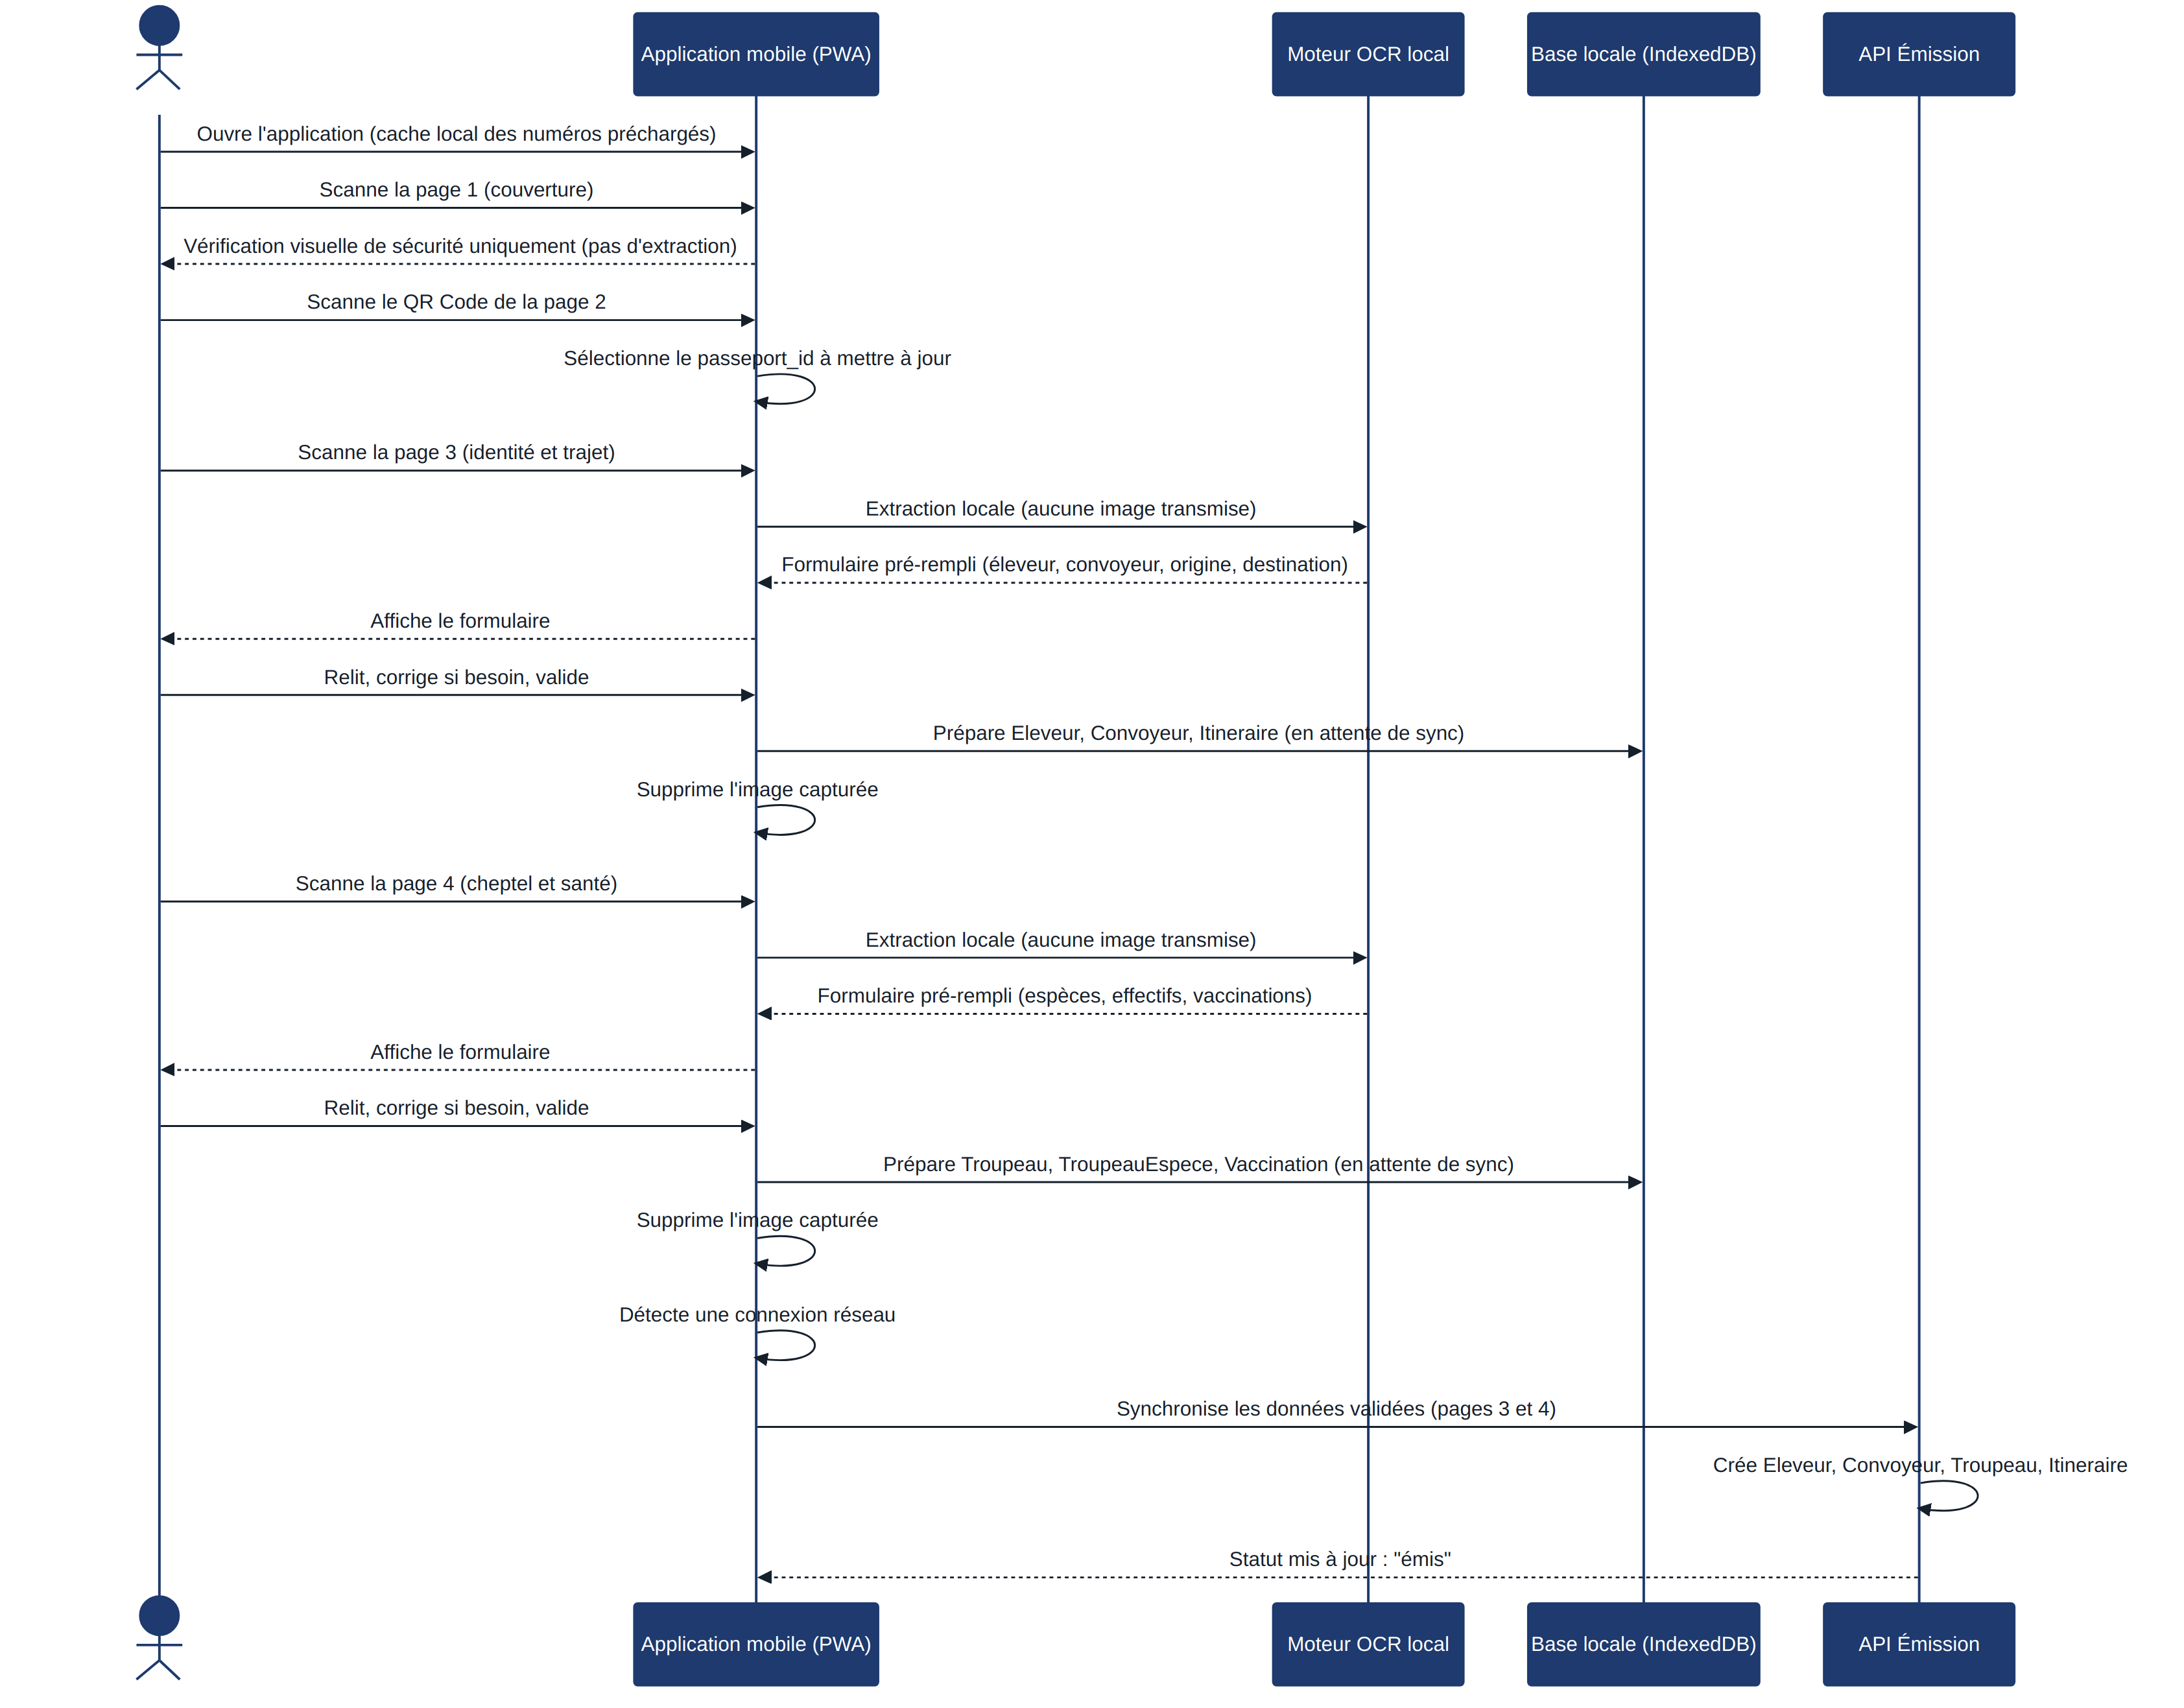 Application mobile (PWA)
Moteur OCR local
Base locale (IndexedDB)
API Émission
Ouvre l'application (cache local des numéros préchargés)
Scanne la page 1 (couverture)
Vérification visuelle de sécurité uniquement (pas d'extraction)
Scanne le QR Code de la page 2
Sélectionne le passeport_id à mettre à jour
Scanne la page 3 (identité et trajet)
Extraction locale (aucune image transmise)
Formulaire pré-rempli (éleveur, convoyeur, origine, destination)
Affiche le formulaire
Relit, corrige si besoin, valide
Prépare Eleveur, Convoyeur, Itineraire (en attente de sync)
Supprime l'image capturée
Scanne la page 4 (cheptel et santé)
Extraction locale (aucune image transmise)
Formulaire pré-rempli (espèces, effectifs, vaccinations)
Affiche le formulaire
Relit, corrige si besoin, valide
Prépare Troupeau, TroupeauEspece, Vaccination (en attente de sync)
Supprime l'image capturée
Détecte une connexion réseau
Synchronise les données validées (pages 3 et 4)
Crée Eleveur, Convoyeur, Troupeau, Itineraire
Statut mis à jour : "émis"
Application mobile (PWA)
Moteur OCR local
Base locale (IndexedDB)
API Émission